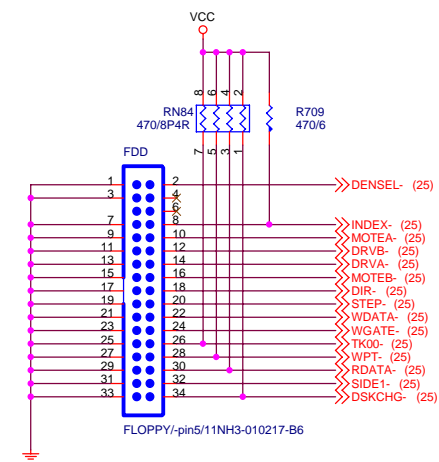 VCC
8 6 4 2
RN84
470/8P4R
R709
470/6
7 5 3 1
FDD
1 2 DENSEL- (25)
3 4
6
7 8 INDEX- (25)
9 10 MOTEA- (25)
11 12 DRVB- (25)
13 14 DRVA- (25)
15 16 MOTEB- (25)
17 18 DIR- (25)
19 20 STEP- (25)
21 22 WDATA- (25)
23 24 WGATE- (25)
25 26 TK00- (25)
27 28 WPT- (25)
29 30 RDATA- (25)
31 32 SIDE1- (25)
33 34 DSKCHG- (25)
FLOPPY/-pin5/11NH3-010217-B6